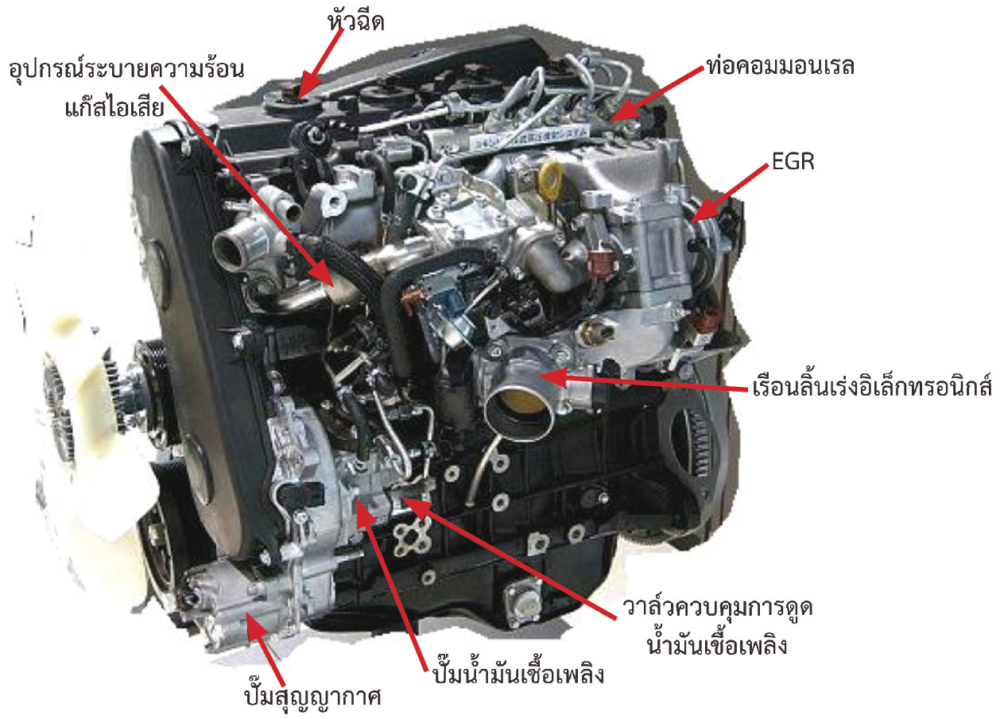 หัวฉีด
อุปกรณ์ระบายความร้อน
แก๊สไอเสีย
ท่อคอมมอนเรล
EGR
เรือนลิ้นเร่งอิเล็กทรอนิกส์
วาล์วควบคุมการดูด
น้ำมันเชื้อเพลิง
ปั๊มน้ำมันเชื้อเพลิง
ปั๊มสุญญากาศ